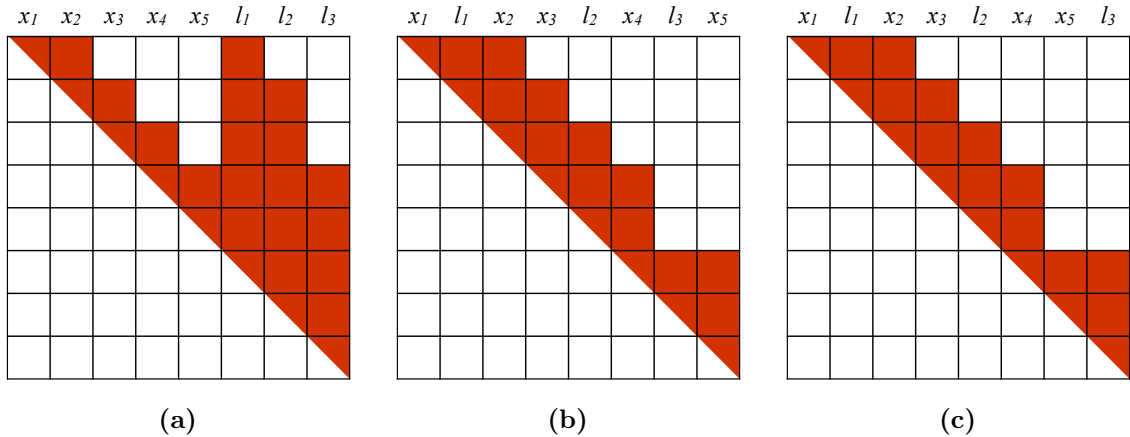 x₁ x₂ x₃ x₄ x₅ l₁ l₂ l₃
x₁ l₁ x₂ x₃ l₂ x₄ l₃ x₅
x₁ l₁ x₂ x₃ l₂ x₄ x₅ l₃
(a) (b) (c)